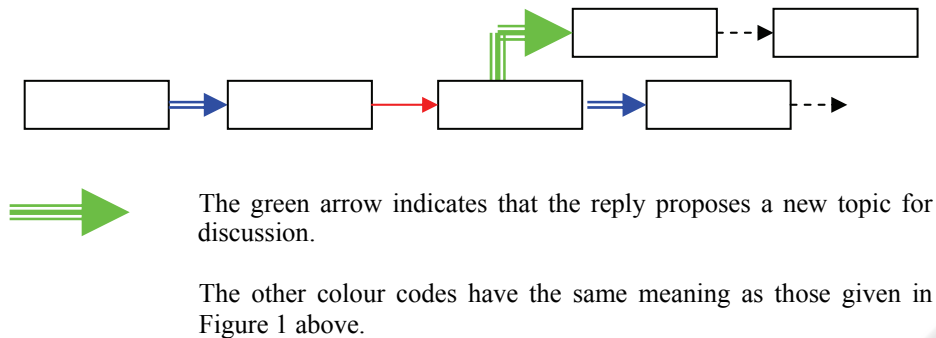 The green arrow indicates that the reply proposes a new topic for
discussion.
The other colour codes have the same meaning as those given in
Figure 1 above.